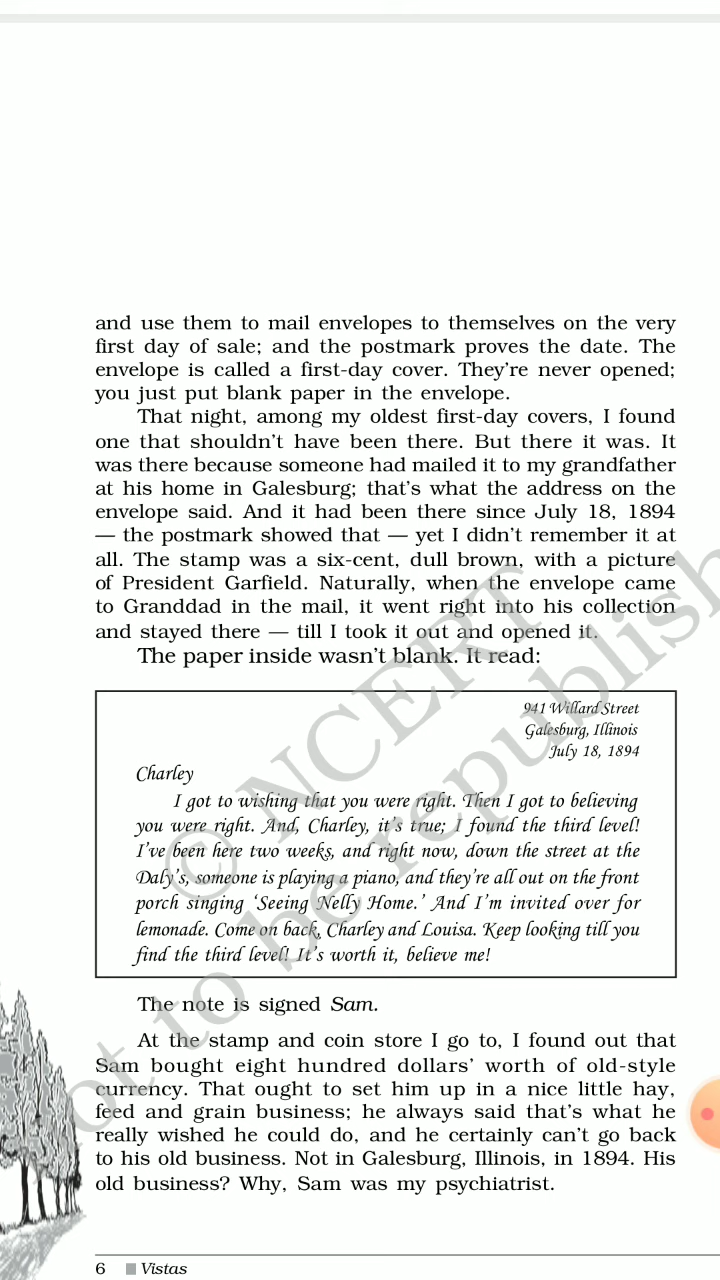 and use them to mail envelopes to themselves on the very
first day of sale; and the postmark proves the date. The
envelope is called a first-day cover. They're never opened;
you just put blank paper in the envelope.
That night, among my oldest first-day covers, I found
one that shouldn't have been there. But there it was. It
was there because someone had mailed it to my grandfather
at his home in Galesburg; that's what the address on the
envelope said. And it had been there since July 18, 1894
— the postmark showed that — yet I didn't remember it at
all. The stamp was a six-cent, dull brown, with a picture
of President Garfield. Naturally, when the envelope came
to Granddad in the mail, it went right into his collection
and stayed there — till I took it out and opened it.
The paper inside wasn't blank. It read:
941 Willard Street
Galesburg, Illinois
July 18, 1894
Charley
I got to wishing that you were right. Then I got to believing
you were right. And, Charley, it's true; I found the third level!
I've been here two weeks, and right now, down the street at the
Daly's, someone is playing a piano, and they're all out on the front
porch singing 'Seeing Nelly Home.' And I'm invited over for
lemonade. Come on back, Charley and Louisa. Keep looking till you
find the third level! It's worth it, believe me!
The note is signed Sam.
At the stamp and coin store I go to, I found out that
Sam bought eight hundred dollars' worth of old-style
currency. That ought to set him up in a nice little hay,
feed and grain business; he always said that's what he
really wished he could do, and he certainly can't go back
to his old business. Not in Galesburg, Illinois, in 1894. His
old business? Why, Sam was my psychiatrist.
6 Vistas
© NCERT
not to be republish